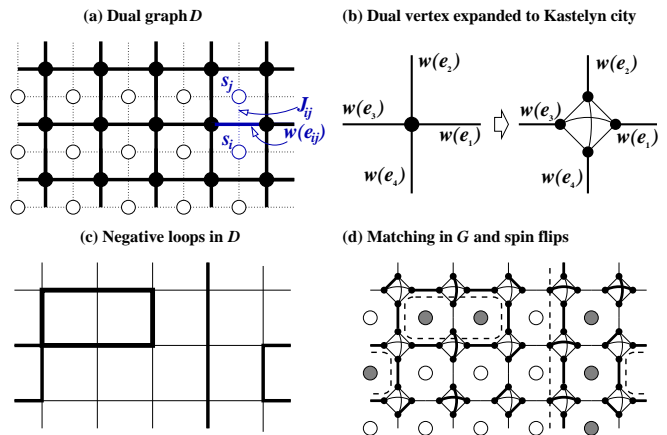 (a) Dual graph D
(b) Dual vertex expanded to Kastelyn city
s_j
J_ij
s_i
w(e_ij)
w(e_2)
w(e_3)
w(e_1)
w(e_4)
w(e_2)
w(e_3)
w(e_1)
w(e_4)
(c) Negative loops in D
(d) Matching in G and spin flips